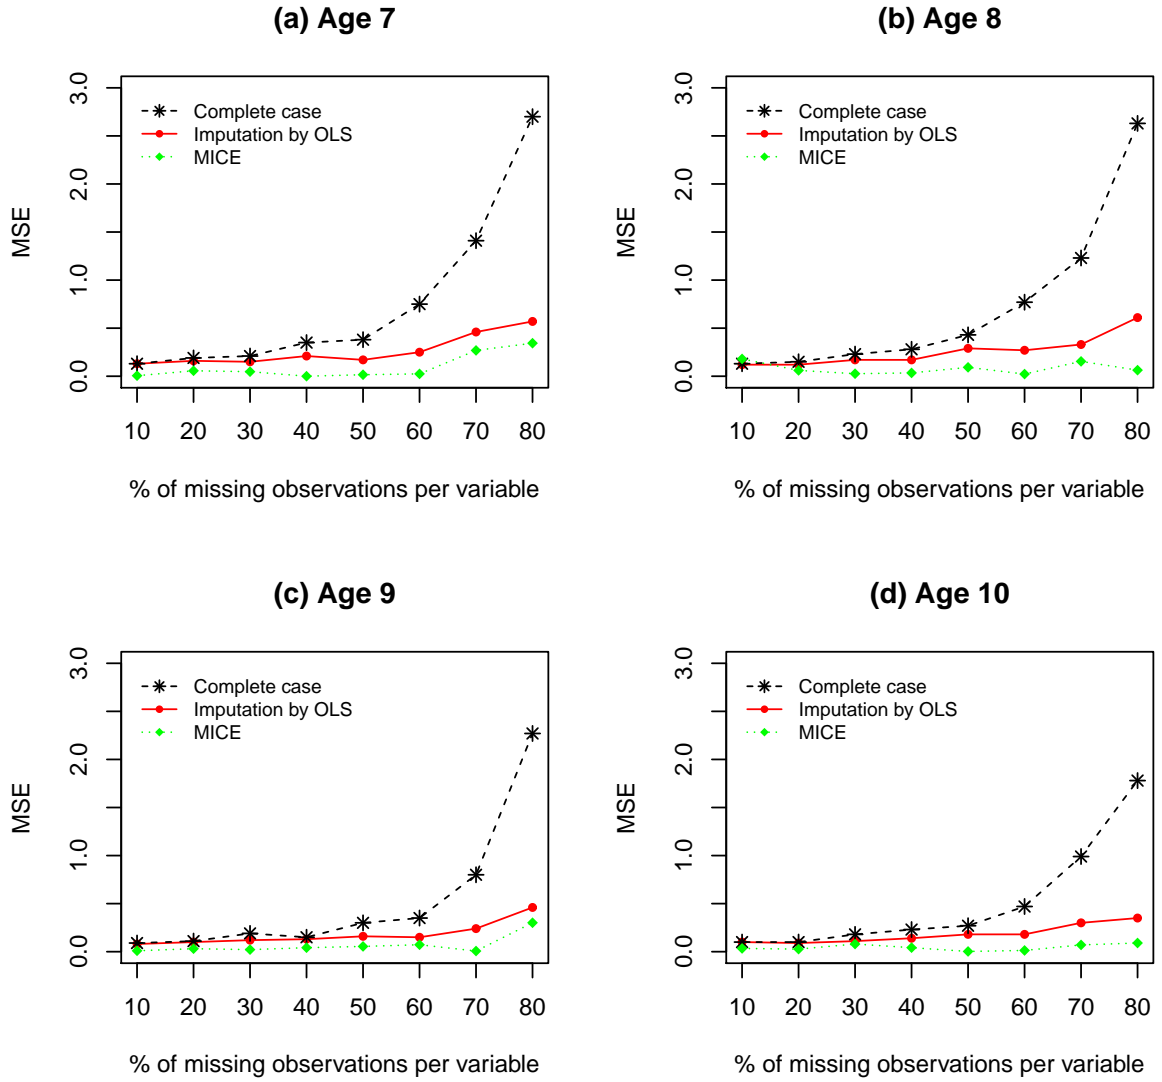 (a) Age 7
3.0
2.0
1.0
0.0
MSE
Complete case
Imputation by OLS
MICE
10 20 30 40 50 60 70 80
% of missing observations per variable
(b) Age 8
3.0
2.0
1.0
0.0
MSE
Complete case
Imputation by OLS
MICE
10 20 30 40 50 60 70 80
% of missing observations per variable
(c) Age 9
3.0
2.0
1.0
0.0
MSE
Complete case
Imputation by OLS
MICE
10 20 30 40 50 60 70 80
% of missing observations per variable
(d) Age 10
3.0
2.0
1.0
0.0
MSE
Complete case
Imputation by OLS
MICE
10 20 30 40 50 60 70 80
% of missing observations per variable